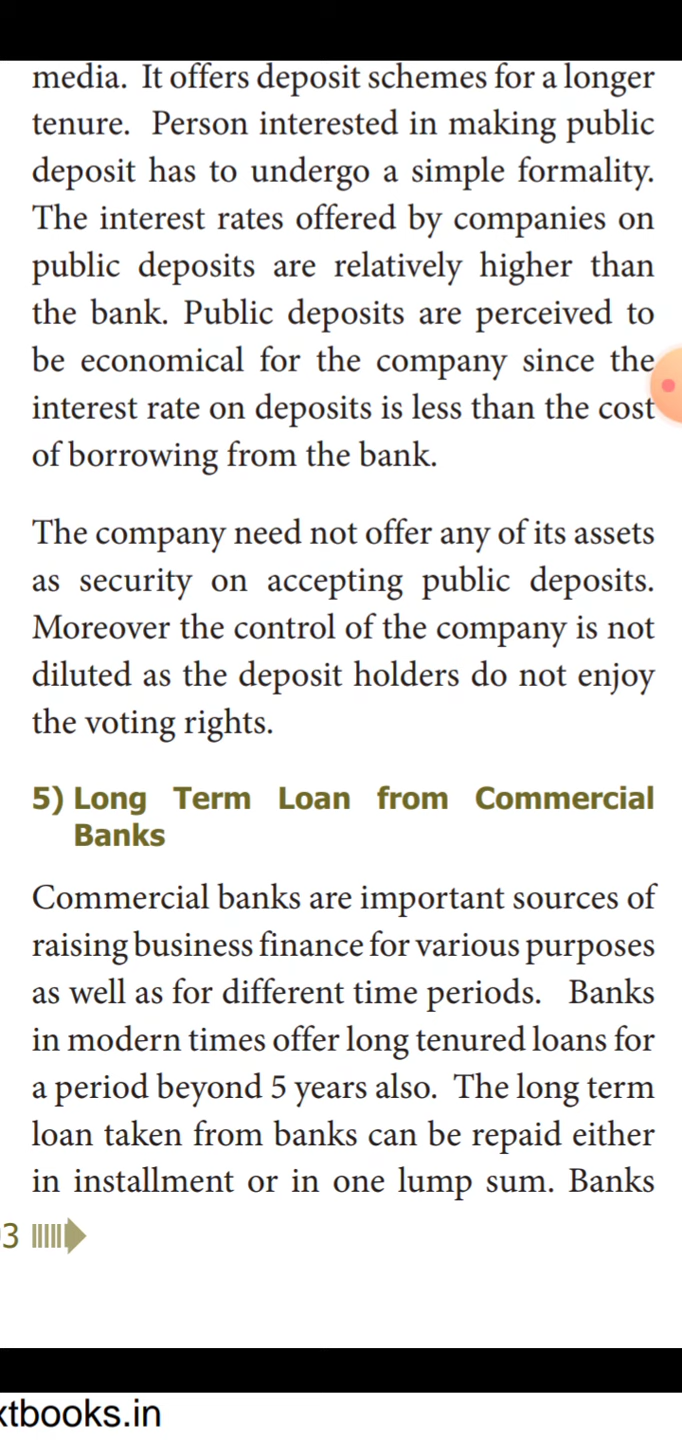 media. It offers deposit schemes for a longer
tenure. Person interested in making public
deposit has to undergo a simple formality.
The interest rates offered by companies on
public deposits are relatively higher than
the bank. Public deposits are perceived to
be economical for the company since the
interest rate on deposits is less than the cost
of borrowing from the bank.
The company need not offer any of its assets
as security on accepting public deposits.
Moreover the control of the company is not
diluted as the deposit holders do not enjoy
the voting rights.
5) Long Term Loan from Commercial
Banks
Commercial banks are important sources of
raising business finance for various purposes
as well as for different time periods. Banks
in modern times offer long tenured loans for
a period beyond 5 years also. The long term
loan taken from banks can be repaid either
in installment or in one lump sum. Banks
3
xtbooks.in